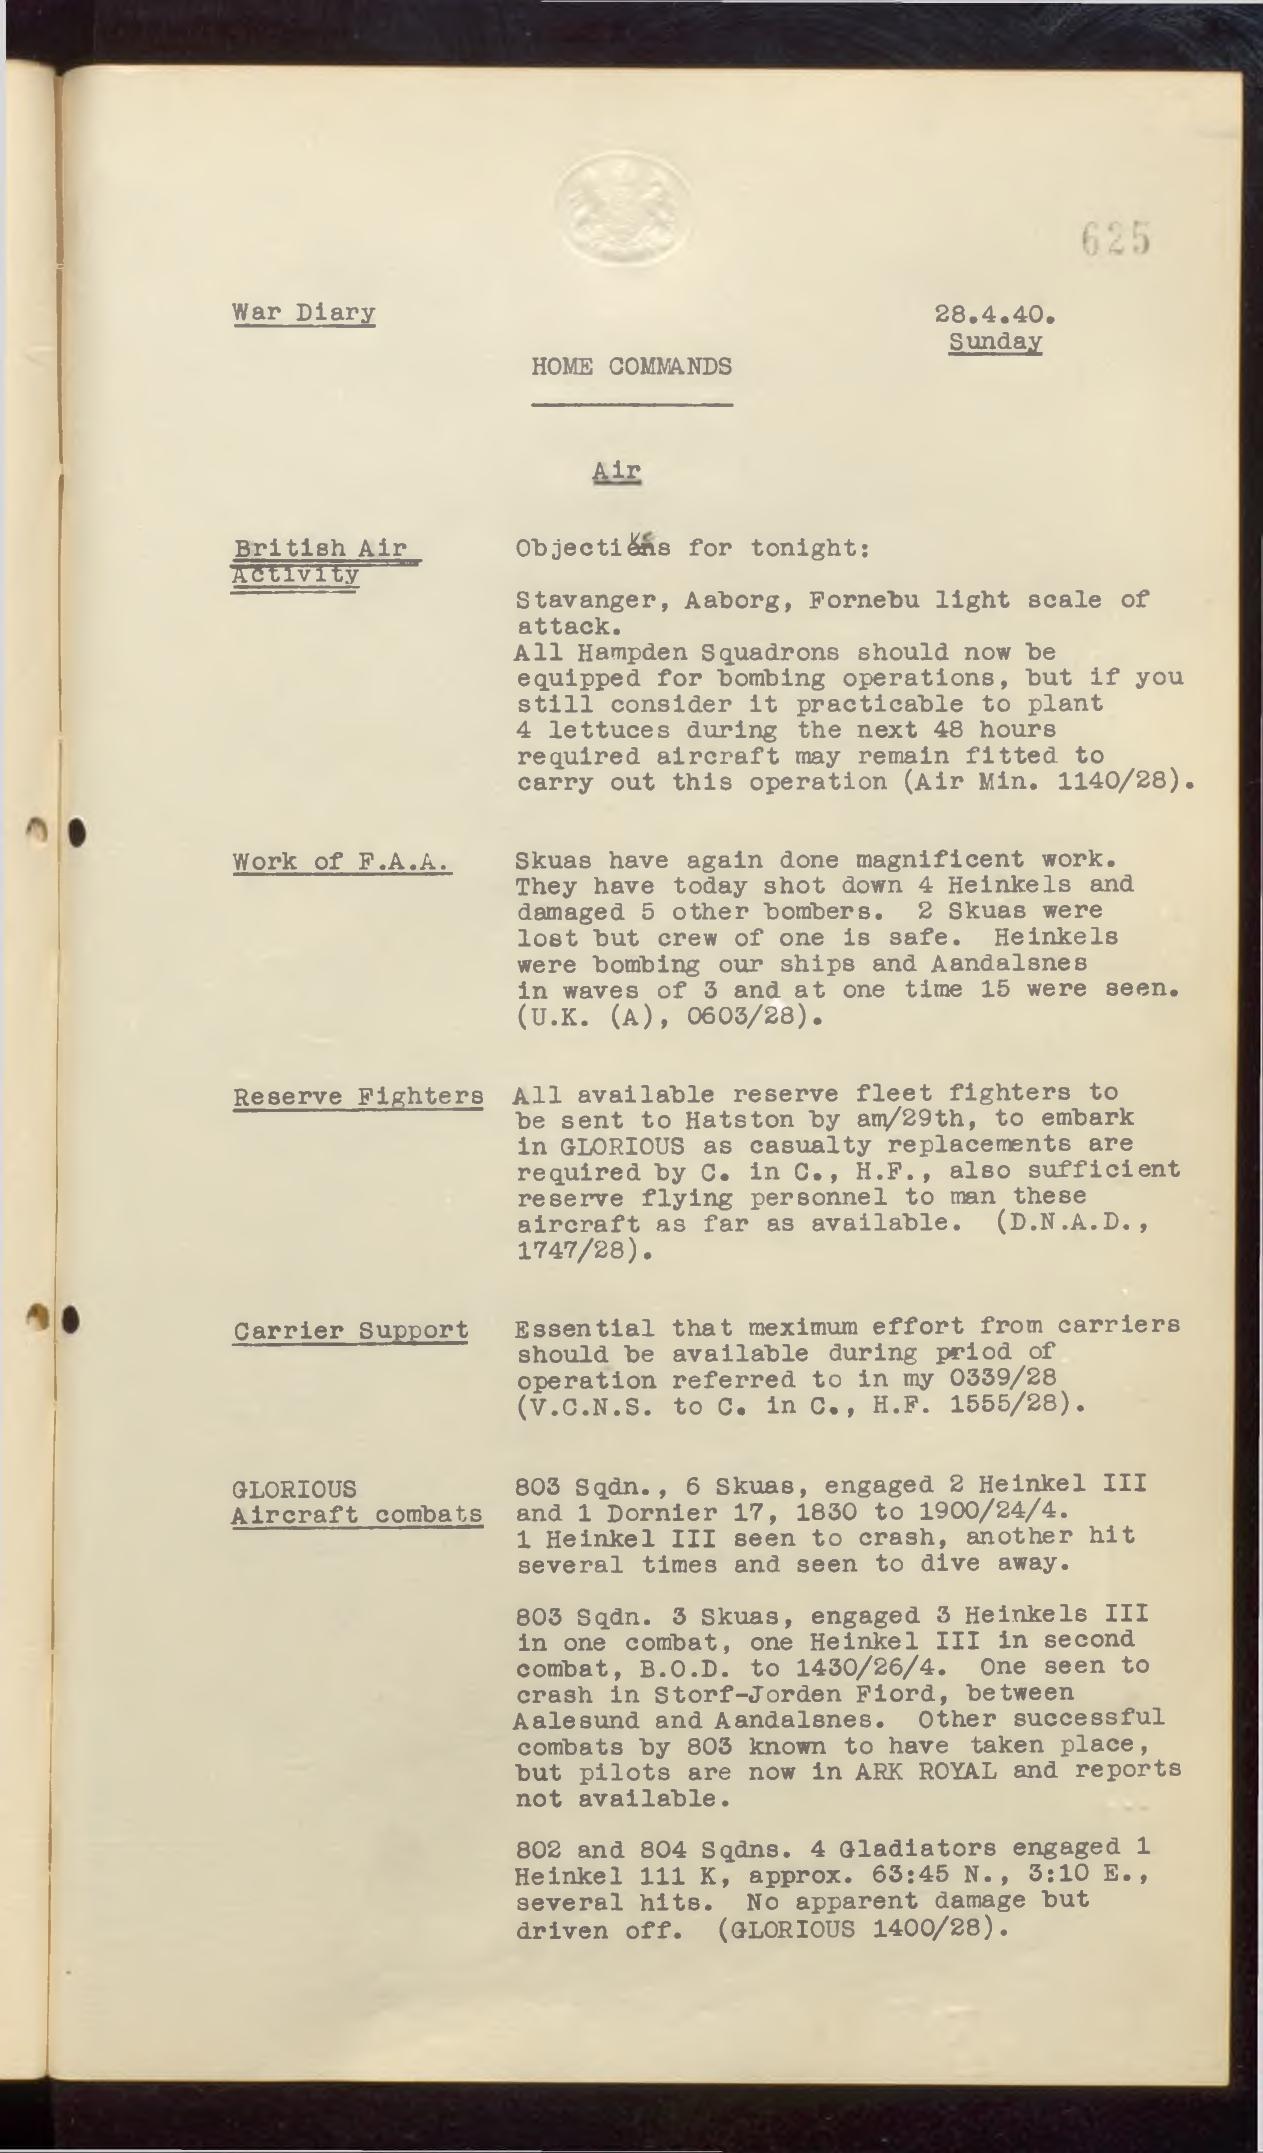 625
War Diary
28.4.40.
Sunday
HOME COMMANDS
Air
British Air
Activity
Objectives for tonight:
Stavanger, Aaborg, Fornebu light scale of
attack.
All Hampden Squadrons should now be
equipped for bombing operations, but if you
still consider it practicable to plant
4 lettuces during the next 48 hours
required aircraft may remain fitted to
carry out this operation (Air Min. 1140/28).
Work of F.A.A.
Skuas have again done magnificent work.
They have today shot down 4 Heinkels and
damaged 5 other bombers. 2 Skuas were
lost but crew of one is safe. Heinkels
were bombing our ships and Aandalsnes
in waves of 3 and at one time 15 were seen.
(U.K. (A), 0603/28).
Reserve Fighters
All available reserve fleet fighters to
be sent to Hatston by am/29th, to embark
in GLORIOUS as casualty replacements are
required by C. in C., H.F., also sufficient
reserve flying personnel to man these
aircraft as far as available. (D.N.A.D.,
1747/28).
Carrier Support
Essential that meximum effort from carriers
should be available during priod of
operation referred to in my 0339/28
(V.C.N.S. to C. in C., H.F. 1555/28).
GLORIOUS
Aircraft combats
803 Sqdn., 6 Skuas, engaged 2 Heinkel III
and 1 Dornier 17, 1830 to 1900/24/4.
1 Heinkel III seen to crash, another hit
several times and seen to dive away.
803 Sqdn. 3 Skuas, engaged 3 Heinkels III
in one combat, one Heinkel III in second
combat, B.O.D. to 1430/26/4. One seen to
crash in Storf-Jorden Fiord, between
Aalesund and Aandalsnes. Other successful
combats by 803 known to have taken place,
but pilots are now in ARK ROYAL and reports
not available.
802 and 804 Sqdns. 4 Gladiators engaged 1
Heinkel 111 K, approx. 63:45 N., 3:10 E.,
several hits. No apparent damage but
driven off. (GLORIOUS 1400/28).